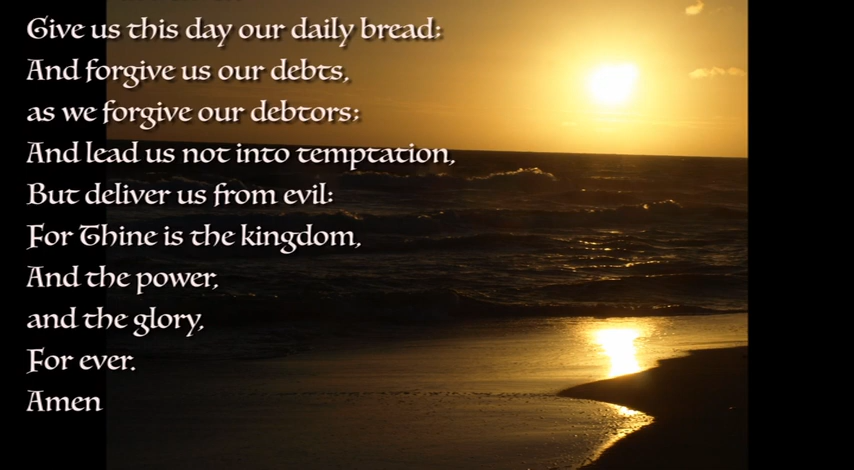 Give us this day our daily bread:
And forgive us our debts,
as we forgive our debtors:
And lead us not into temptation,
But deliver us from evil:
For Thine is the kingdom,
And the power,
and the glory,
For ever.
Amen